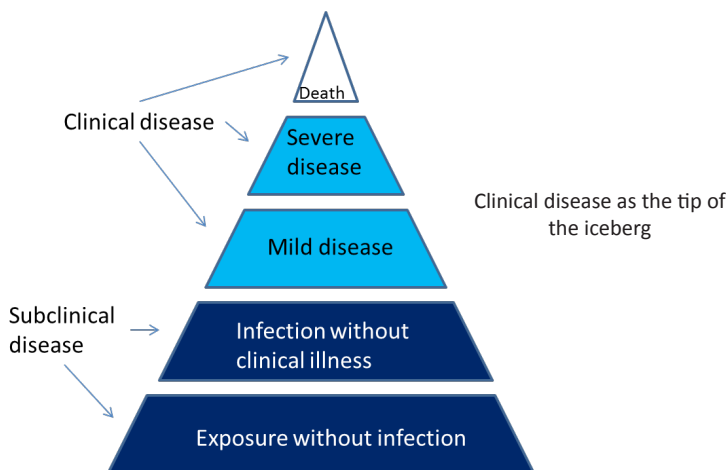 Death
Clinical disease
Severe
disease
Clinical disease as the tip of
the iceberg
Mild disease
Subclinical
disease
Infection without
clinical illness
Exposure without infection